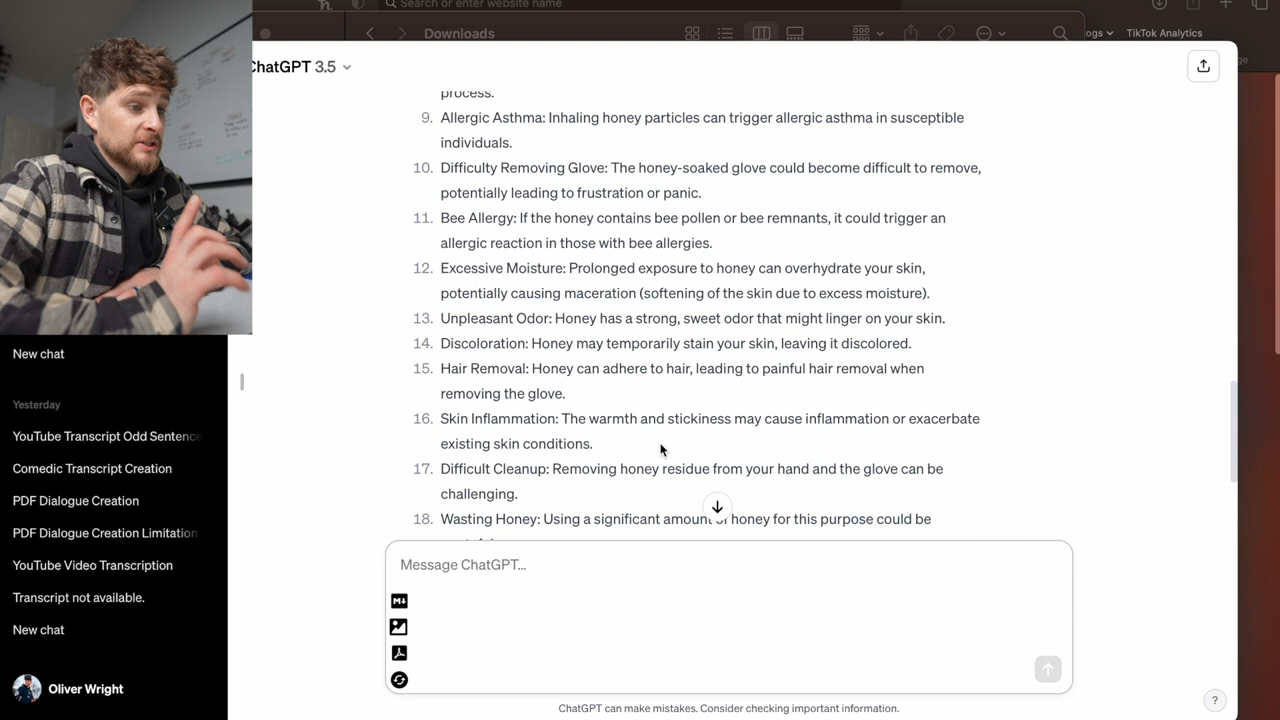 Search or enter website name
Downloads
ogs
TikTok Analytics
ChatGPT 3.5
process.
9. Allergic Asthma: Inhaling honey particles can trigger allergic asthma in susceptible
individuals.
10. Difficulty Removing Glove: The honey-soaked glove could become difficult to remove,
potentially leading to frustration or panic.
11. Bee Allergy: If the honey contains bee pollen or bee remnants, it could trigger an
allergic reaction in those with bee allergies.
12. Excessive Moisture: Prolonged exposure to honey can overhydrate your skin,
potentially causing maceration (softening of the skin due to excess moisture).
13. Unpleasant Odor: Honey has a strong, sweet odor that might linger on your skin.
14. Discoloration: Honey may temporarily stain your skin, leaving it discolored.
15. Hair Removal: Honey can adhere to hair, leading to painful hair removal when
removing the glove.
16. Skin Inflammation: The warmth and stickiness may cause inflammation or exacerbate
existing skin conditions.
17. Difficult Cleanup: Removing honey residue from your hand and the glove can be
challenging.
18. Wasting Honey: Using a significant amount of honey for this purpose could be
New chat
Yesterday
YouTube Transcript Odd Sentence
Comedic Transcript Creation
PDF Dialogue Creation
PDF Dialogue Creation Limitation
YouTube Video Transcription
Transcript not available.
New chat
Oliver Wright
Message ChatGPT...
M
ChatGPT can make mistakes. Consider checking important information.
?